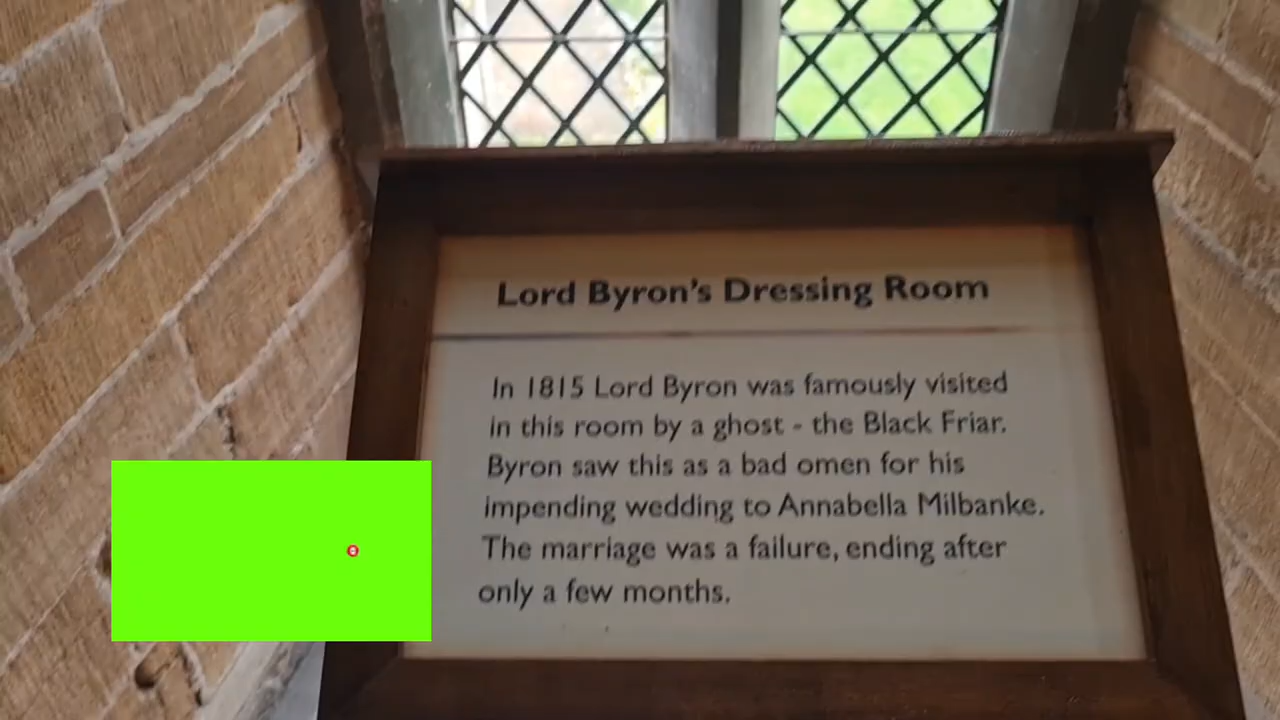 Lord Byron's Dressing Room
In 1815 Lord Byron was famously visited
in this room by a ghost - the Black Friar.
Byron saw this as a bad omen for his
impending wedding to Annabella Milbanke.
The marriage was a failure, ending after
only a few months.